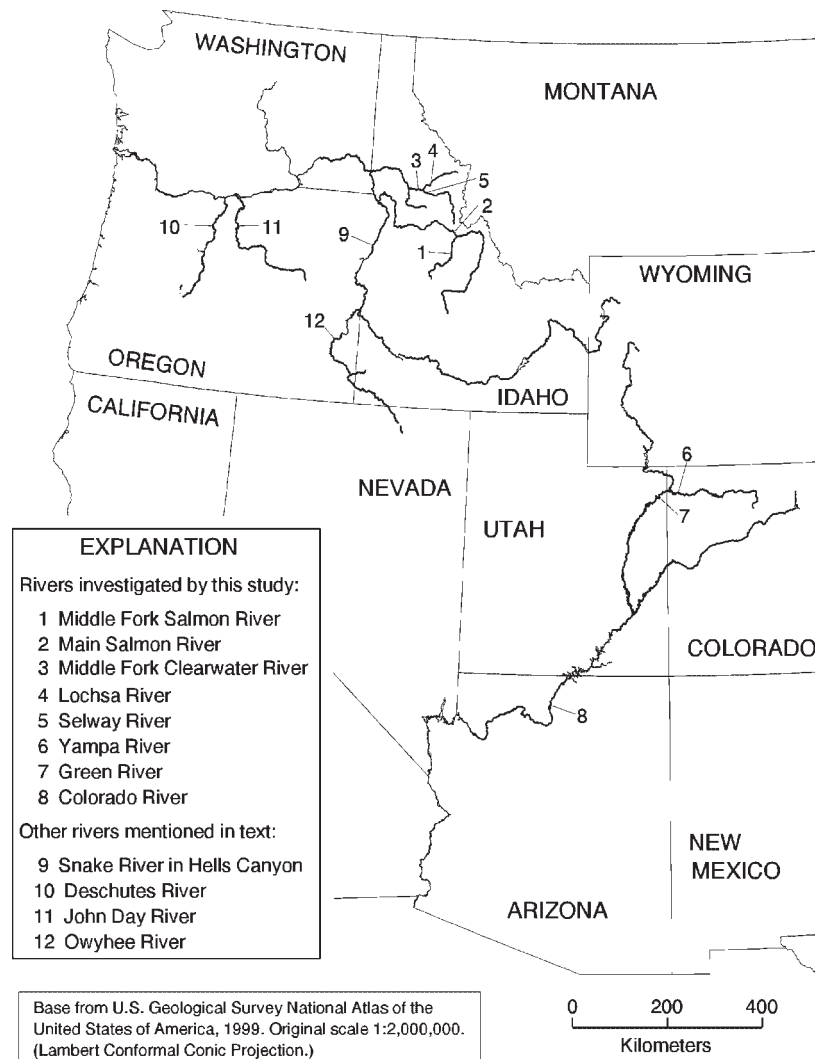 WASHINGTON
MONTANA
4
3
5
2
10
11
9
1
WYOMING
12
OREGON
IDAHO
CALIFORNIA
NEVADA
6
7
UTAH
COLORADO
8
NEW
MEXICO
ARIZONA
EXPLANATION
Rivers investigated by this study:
1 Middle Fork Salmon River
2 Main Salmon River
3 Middle Fork Clearwater River
4 Lochsa River
5 Selway River
6 Yampa River
7 Green River
8 Colorado River
Other rivers mentioned in text:
9 Snake River in Hells Canyon
10 Deschutes River
11 John Day River
12 Owyhee River
Base from U.S. Geological Survey National Atlas of the
United States of America, 1999. Original scale 1:2,000,000.
(Lambert Conformal Conic Projection.)
0 200 400
Kilometers